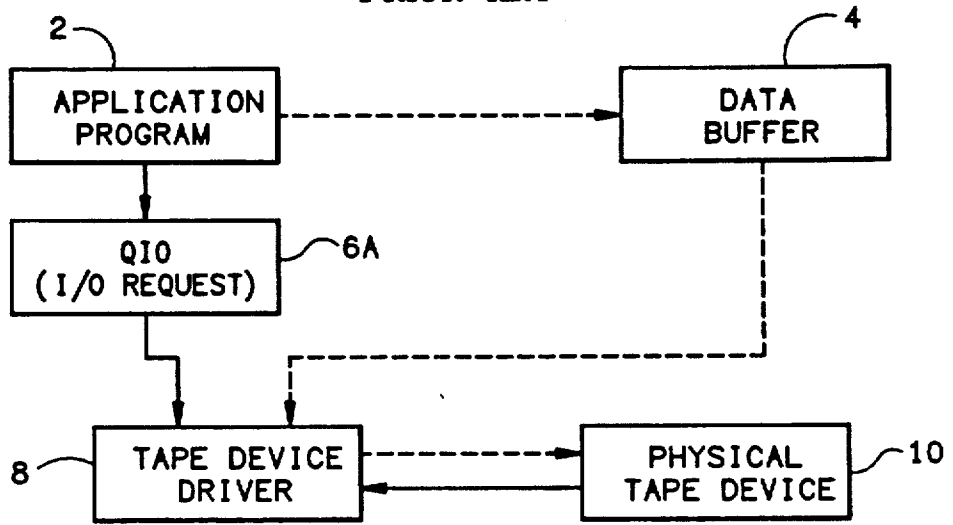 2
4
APPLICATION
PROGRAM
DATA
BUFFER
QIO
(I/O REQUEST)
6A
8
TAPE DEVICE
DRIVER
PHYSICAL
TAPE DEVICE
10